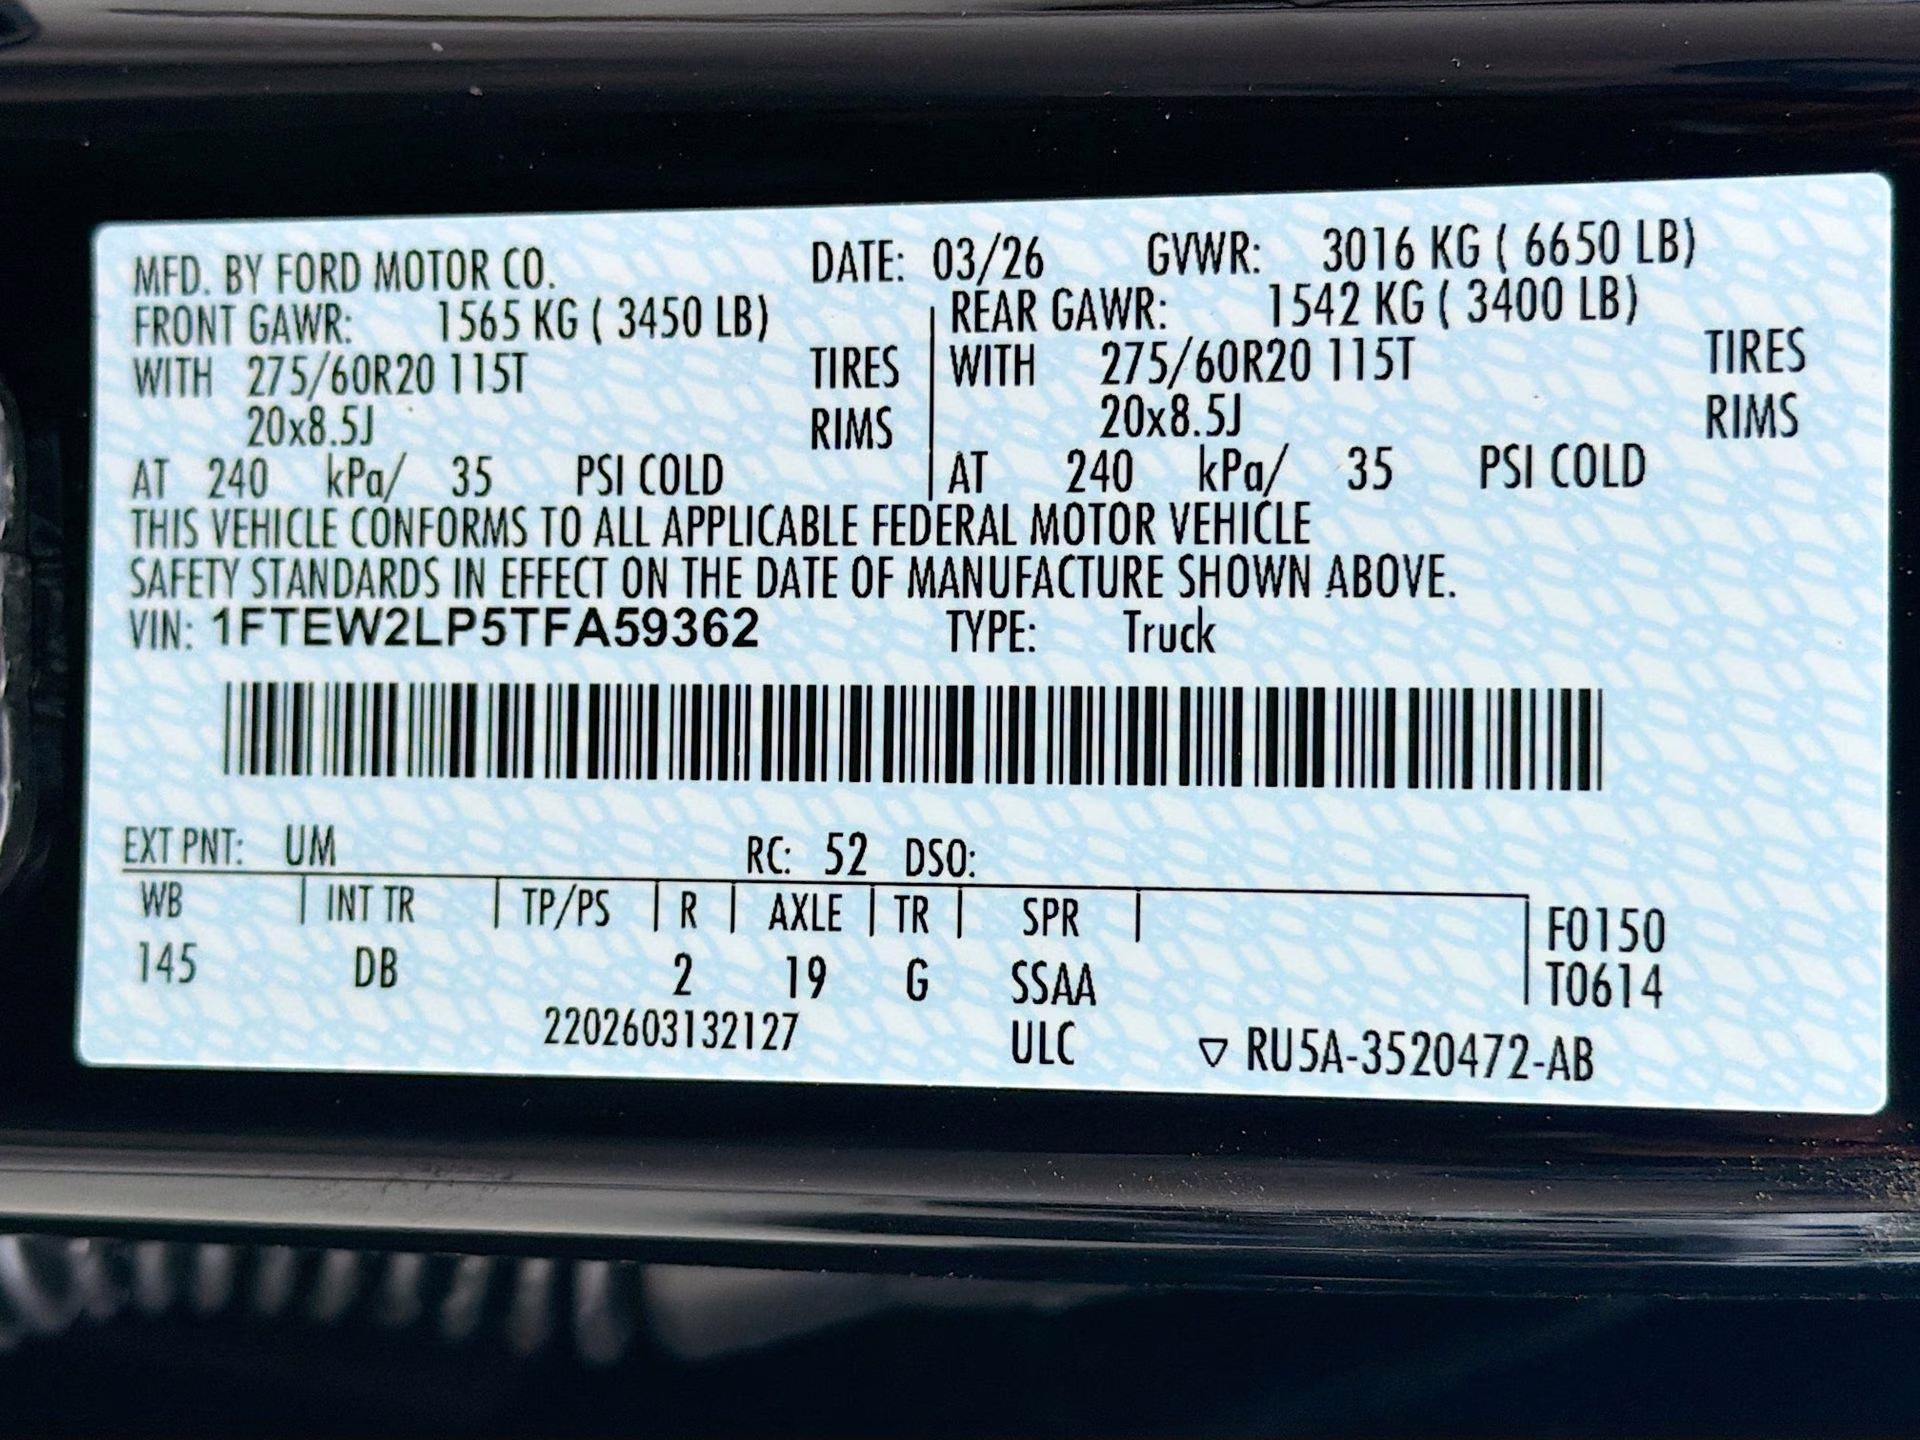 MFD. BY FORD MOTOR CO. DATE: 03/26 GVWR: 3016 KG ( 6650 LB)
FRONT GAWR: 1565 KG ( 3450 LB) REAR GAWR: 1542 KG ( 3400 LB)
WITH 275/60R20 115T TIRES WITH 275/60R20 115T TIRES
20x8.5J RIMS 20x8.5J RIMS
AT 240 kPa/ 35 PSI COLD AT 240 kPa/ 35 PSI COLD
THIS VEHICLE CONFORMS TO ALL APPLICABLE FEDERAL MOTOR VEHICLE
SAFETY STANDARDS IN EFFECT ON THE DATE OF MANUFACTURE SHOWN ABOVE.
VIN: 1FTEW2LP5TFA59362 TYPE: Truck
EXT PNT: UM RC: 52 DSO:
WB INT TR TP/PS R AXLE TR SPR F0150
145 DB 2 19 G SSAA T0614
2202603132127 ULC ▽ RU5A-3520472-AB